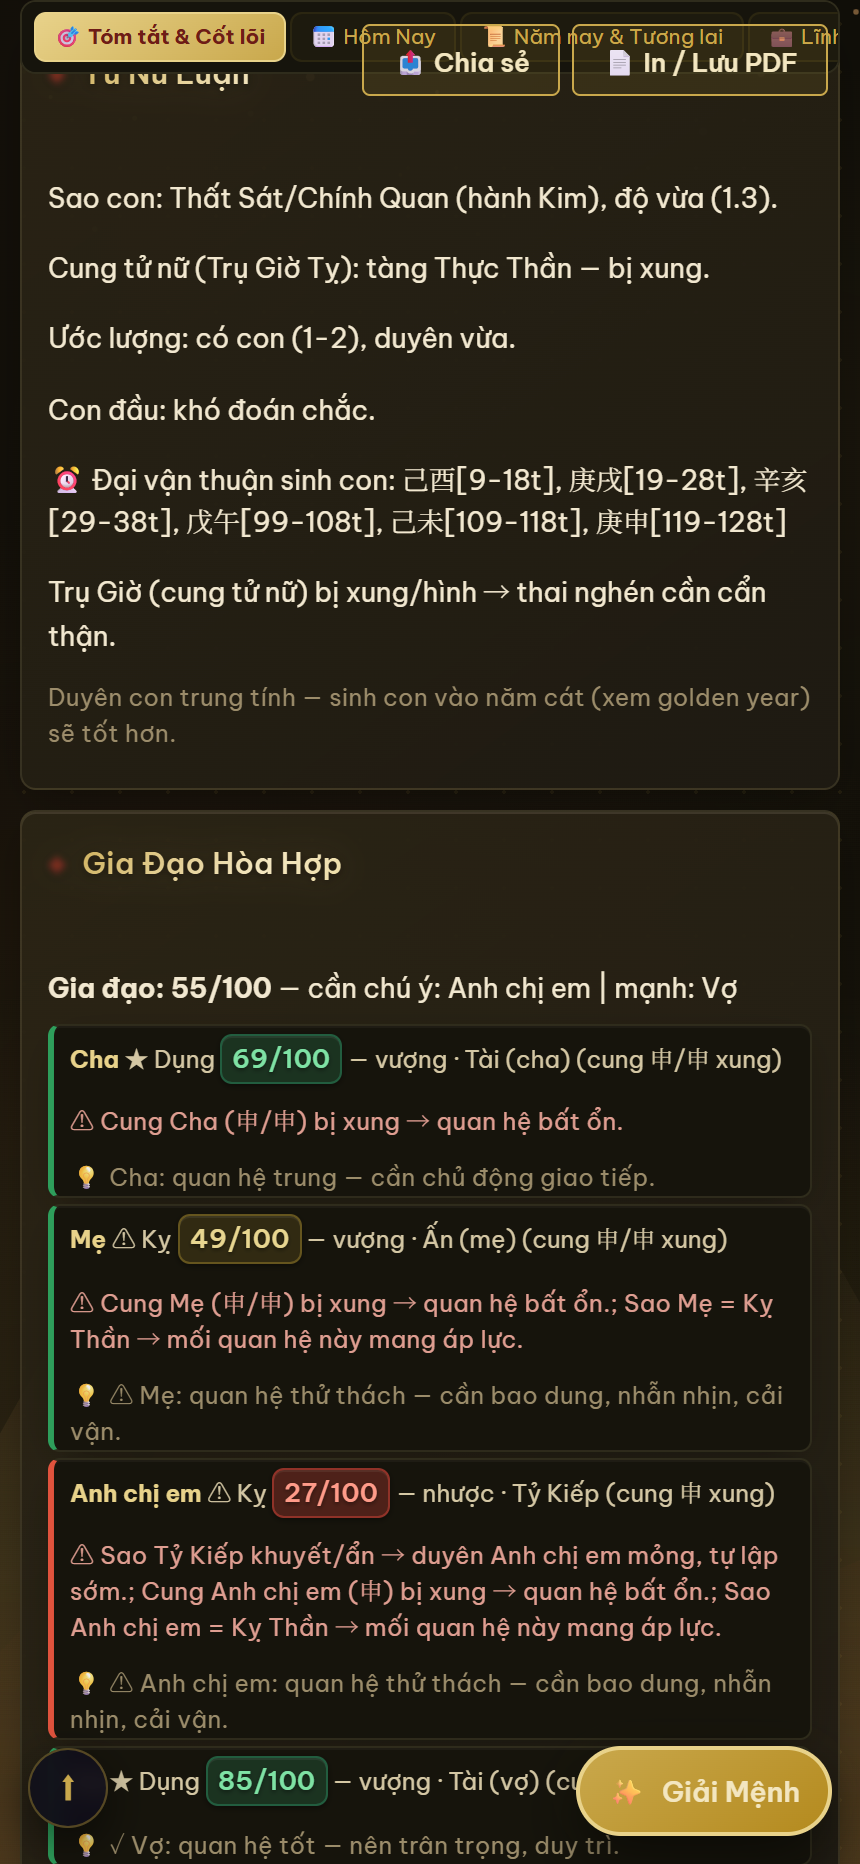 Tóm tắt & Cốt lõi
Hôm Nay
Năm nay & Tương lai
Lĩnh
Chia sẻ
In / Lưu PDF
Tử Nữ Luận
Sao con: Thất Sát/Chính Quan (hành Kim), độ vừa (1.3).
Cung tử nữ (Trụ Giờ Tỵ): tàng Thực Thần — bị xung.
Ước lượng: có con (1-2), duyên vừa.
Con đầu: khó đoán chắc.
⏰ Đại vận thuận sinh con: 己酉[9-18t], 庚戌[19-28t], 辛亥
[29-38t], 戊午[99-108t], 己未[109-118t], 庚申[119-128t]
Trụ Giờ (cung tử nữ) bị xung/hình → thai nghén cần cẩn
thận.
Duyên con trung tính — sinh con vào năm cát (xem golden year)
sẽ tốt hơn.
Gia Đạo Hòa Hợp
Gia đạo: 55/100 — cần chú ý: Anh chị em | mạnh: Vợ
Cha ★ Dụng 69/100 — vượng · Tài (cha) (cung 申/申 xung)
⚠ Cung Cha (申/申) bị xung → quan hệ bất ổn.
💡 Cha: quan hệ trung — cần chủ động giao tiếp.
Mẹ ⚠ Kỵ 49/100 — vượng · Ấn (mẹ) (cung 申/申 xung)
⚠ Cung Mẹ (申/申) bị xung → quan hệ bất ổn.; Sao Mẹ = Kỵ
Thần → mối quan hệ này mang áp lực.
💡 ⚠ Mẹ: quan hệ thử thách — cần bao dung, nhẫn nhịn, cải
vận.
Anh chị em ⚠ Kỵ 27/100 — nhược · Tỷ Kiếp (cung 申 xung)
⚠ Sao Tỷ Kiếp khuyết/ẩn → duyên Anh chị em mỏng, tự lập
sớm.; Cung Anh chị em (申) bị xung → quan hệ bất ổn.; Sao
Anh chị em = Kỵ Thần → mối quan hệ này mang áp lực.
💡 ⚠ Anh chị em: quan hệ thử thách — cần bao dung, nhẫn
nhịn, cải vận.
★ Dụng 85/100 — vượng · Tài (vợ)
💡 √ Vợ: quan hệ tốt — nên trân trọng, duy trì.
↑
✨ Giải Mệnh